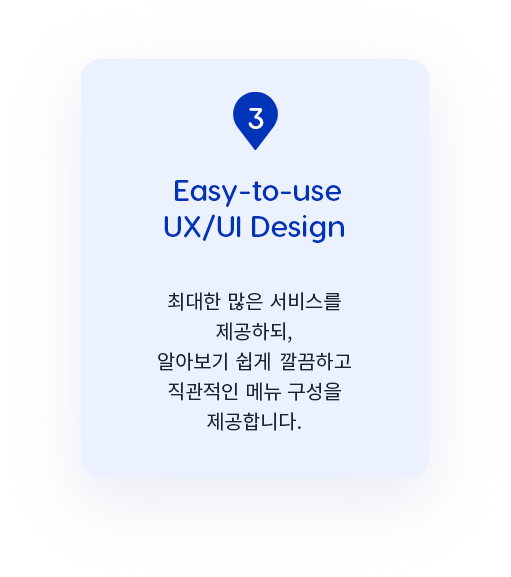 3
Easy-to-use
UX/UI Design
최대한 많은 서비스를
제공하되,
알아보기 쉽게 깔끔하고
직관적인 메뉴 구성을
제공합니다.